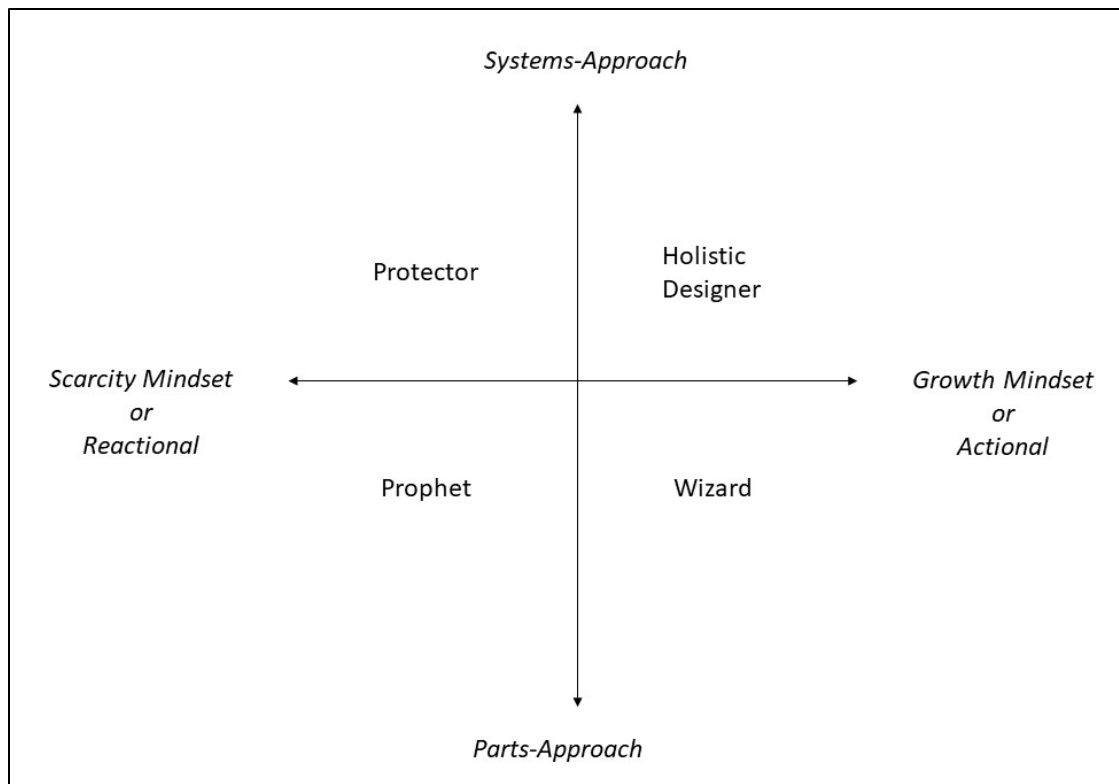 Systems-Approach
Protector
Holistic
Designer
Scarcity Mindset
or
Reactional
Growth Mindset
or
Actional
Prophet
Wizard
Parts-Approach